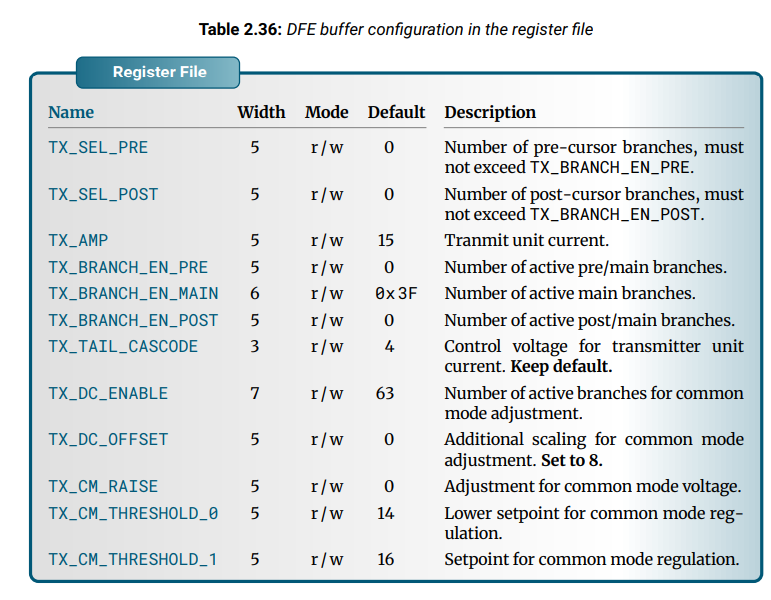 Table 2.36: DFE buffer configuration in the register file
Register File
Name Width Mode Default Description
TX_SEL_PRE 5 r/w 0 Number of pre-cursor branches, must
not exceed TX_BRANCH_EN_PRE.
TX_SEL_POST 5 r/w 0 Number of post-cursor branches, must
not exceed TX_BRANCH_EN_POST.
TX_AMP 5 r/w 15 Tranmit unit current.
TX_BRANCH_EN_PRE 5 r/w 0 Number of active pre/main branches.
TX_BRANCH_EN_MAIN 6 r/w 0x3F Number of active main branches.
TX_BRANCH_EN_POST 5 r/w 0 Number of active post/main branches.
TX_TAIL_CASCODE 3 r/w 4 Control voltage for transmitter unit
current. Keep default.
TX_DC_ENABLE 7 r/w 63 Number of active branches for common
mode adjustment.
TX_DC_OFFSET 5 r/w 0 Additional scaling for common mode
adjustment. Set to 8.
TX_CM_RAISE 5 r/w 0 Adjustment for common mode voltage.
TX_CM_THRESHOLD_0 5 r/w 14 Lower setpoint for common mode reg-
ulation.
TX_CM_THRESHOLD_1 5 r/w 16 Setpoint for common mode regulation.